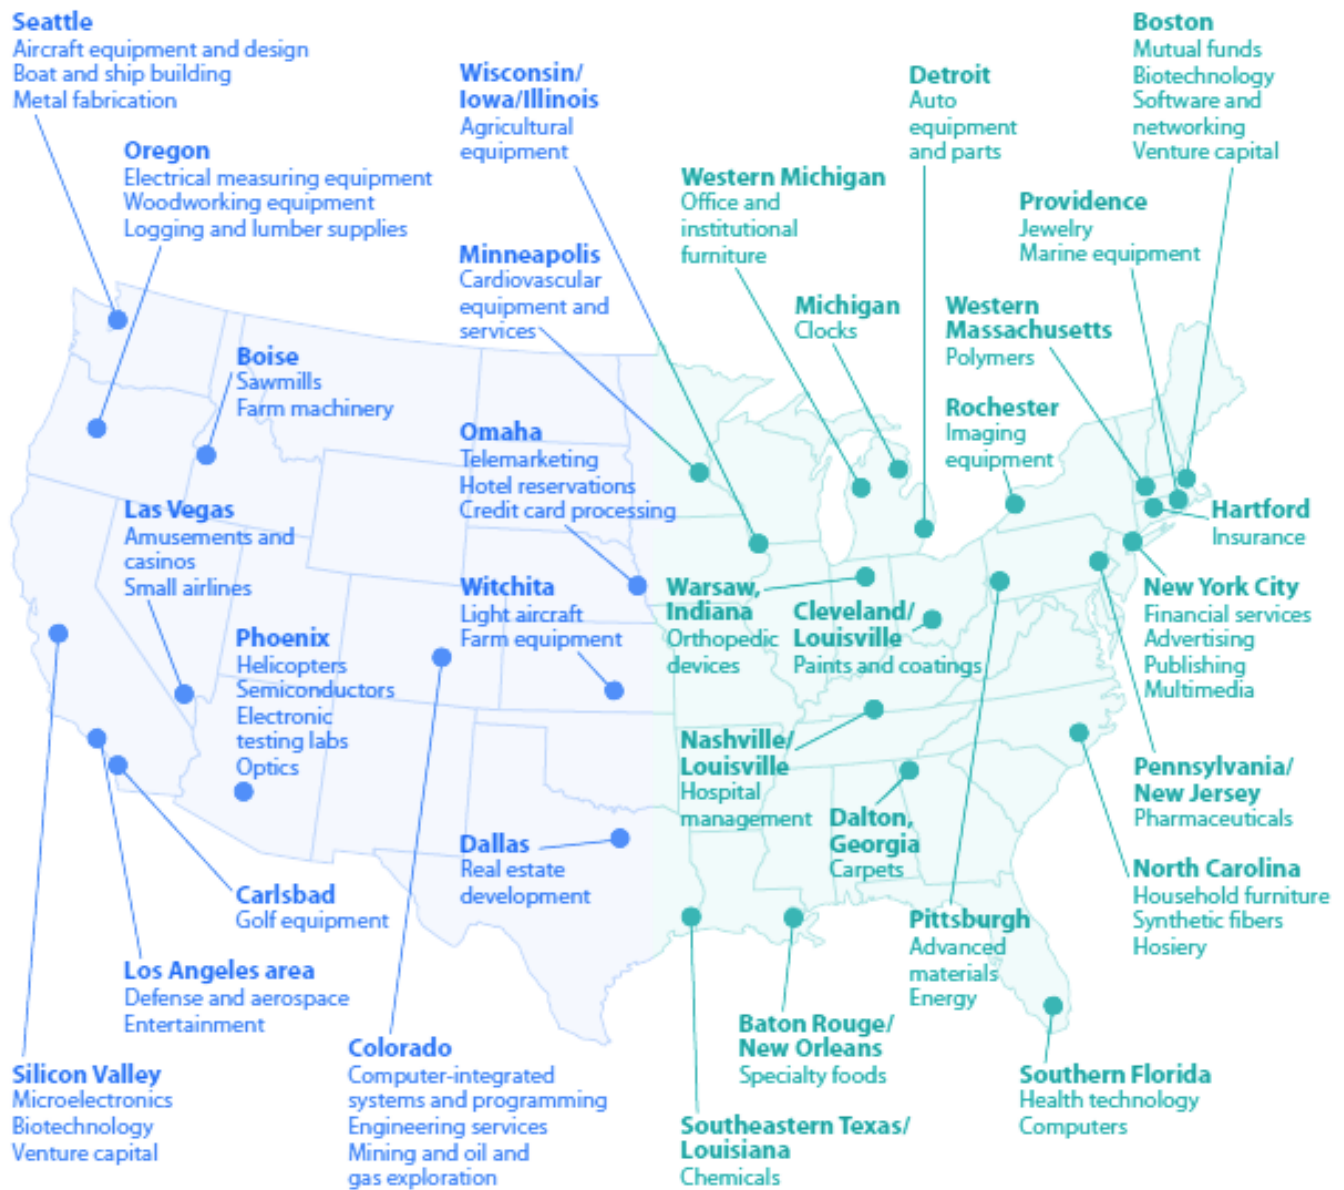 Seattle
Aircraft equipment and design
Boat and ship building
Metal fabrication
Oregon
Electrical measuring equipment
Woodworking equipment
Logging and lumber supplies
Wisconsin/
Iowa/Illinois
Agricultural
equipment
Minneapolis
Cardiovascular
equipment and
services
Boise
Sawmills
Farm machinery
Omaha
Telemarketing
Hotel reservations
Credit card processing
Las Vegas
Amusements and
casinos
Small airlines
Witchita
Light aircraft
Farm equipment
Phoenix
Helicopters
Semiconductors
Electronic
testing labs
Optics
Dallas
Real estate
development
Carlsbad
Golf equipment
Los Angeles area
Defense and aerospace
Entertainment
Silicon Valley
Microelectronics
Biotechnology
Venture capital
Colorado
Computer-integrated
systems and programming
Engineering services
Mining and oil and
gas exploration
Boston
Mutual funds
Biotechnology
Software and
networking
Venture capital
Detroit
Auto
equipment
and parts
Western Michigan
Office and
institutional
furniture
Providence
Jewelry
Marine equipment
Michigan
Clocks
Western
Massachusetts
Polymers
Rochester
Imaging
equipment
Hartford
Insurance
Warsaw,
Indiana
Orthopedic
devices
Cleveland/
Louisville
Paints and coatings
New York City
Financial services
Advertising
Publishing
Multimedia
Nashville/
Louisville
Hospital
management
Dalton,
Georgia
Carpets
Pennsylvania/
New Jersey
Pharmaceuticals
North Carolina
Household furniture
Synthetic fibers
Hosiery
Pittsburgh
Advanced
materials
Energy
Baton Rouge/
New Orleans
Specialty foods
Southeastern Texas/
Louisiana
Chemicals
Southern Florida
Health technology
Computers